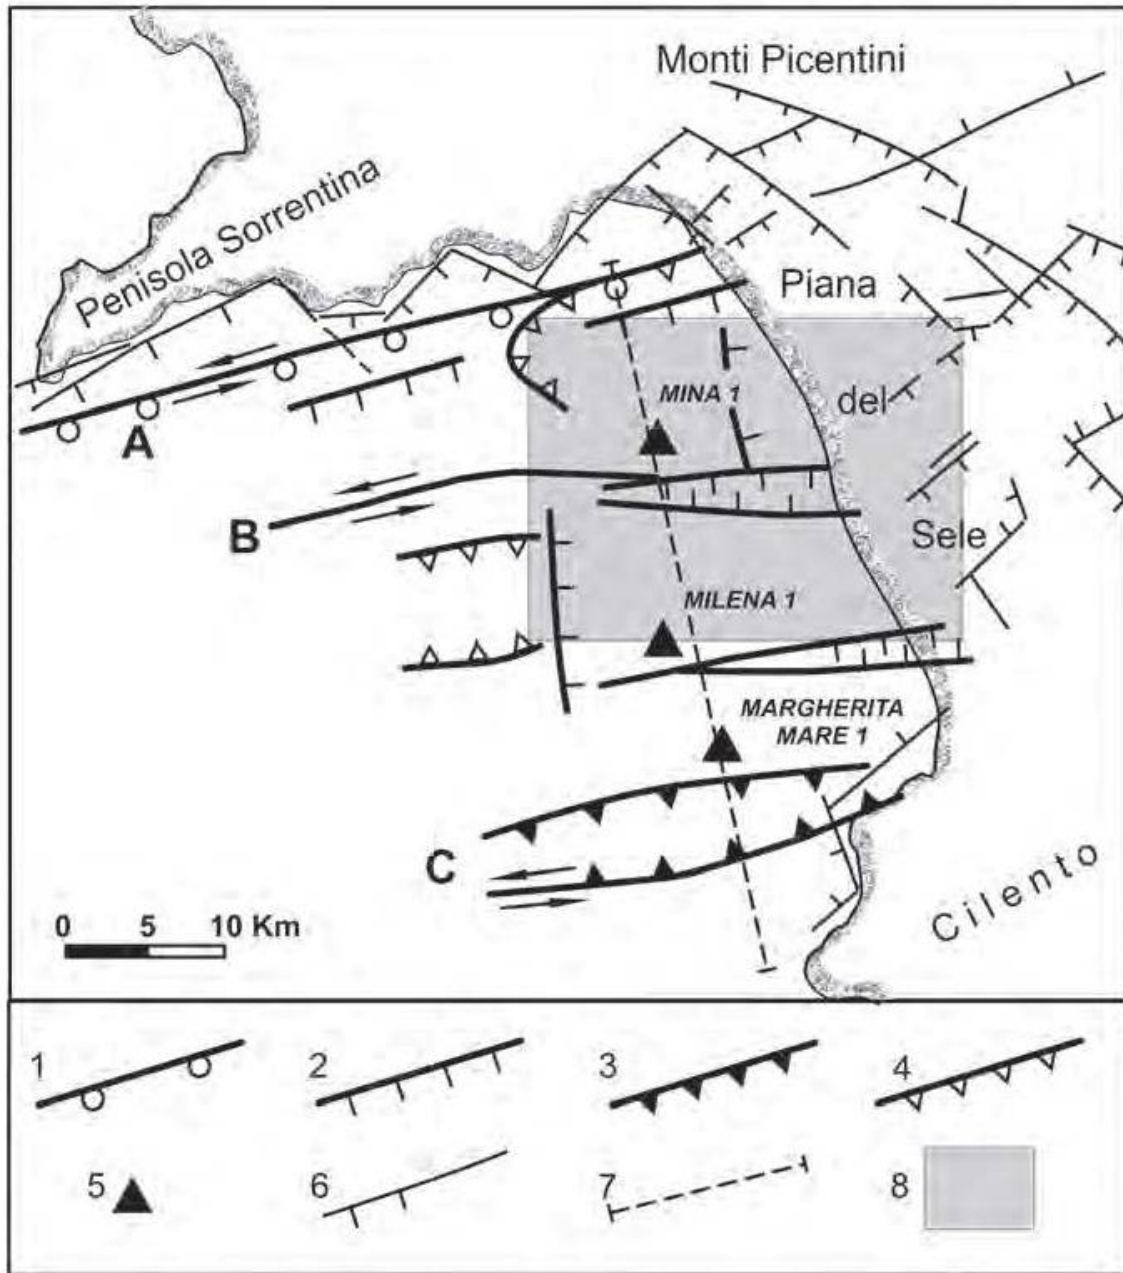 Monti Picentini
Penisola Sorrentina
Piana
MINA 1
del
A
B
Sele
MILENA 1
MARGHERITA
MARE 1
C
Cilento
0 5 10 Km
1 2 3 4
5 6 7 8